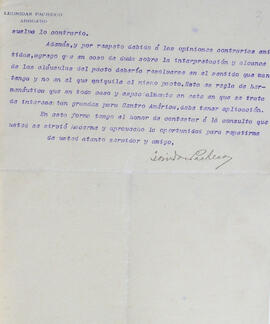 LEONIDAS PACHECO
ABOGADO
suelve lo contrario.
Además, y por respeto debido á las opiniones contrarias emi-
tidas, agrego que en caso de duda sobre la interpretación y alcance
de las cláusulas del pacto debería resolverse en el sentido que man-
tenga y no en el que aniquile el mismo pacto. Esta es regla de her-
menéutica que en todo caso y especialmente en este en que se trata
de intereses tan grandes para Centro América, debe tener aplicación.
En esta forma tengo el honor de contestar á la consulta que
usted se sirvió hacerme y aprovecho la oportunidad para repetirme
de usted atento servidor y amigo,
Leonidas Pacheco